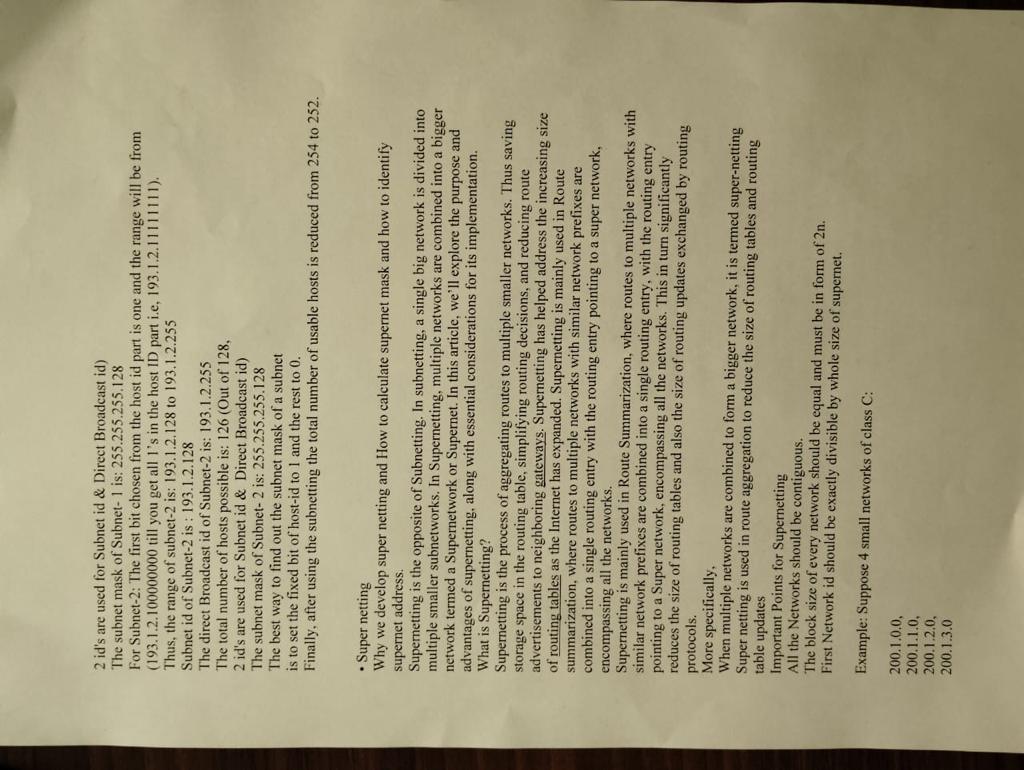 2 id's are used for Subnet id & Direct Broadcast id)
The subnet mask of Subnet- 1 is: 255.255.255.128
For Subnet-2: The first bit chosen from the host id part is one and the range will be from
(193.1.2.10000000 till you get all 1's in the host ID part i.e, 193.1.2.11111111).
Thus, the range of subnet-2 is: 193.1.2.128 to 193.1.2.255
Subnet id of Subnet-2 is : 193.1.2.128
The direct Broadcast id of Subnet-2 is: 193.1.2.255
The total number of hosts possible is: 126 (Out of 128,
2 id's are used for Subnet id & Direct Broadcast id)
The subnet mask of Subnet- 2 is: 255.255.255.128
The best way to find out the subnet mask of a subnet
is to set the fixed bit of host-id to 1 and the rest to 0.
Finally, after using the subnetting the total number of usable hosts is reduced from 254 to 252.
• Super netting
Why we develop super netting and How to calculate supernet mask and how to identify
supernet address.
Supernetting is the opposite of Subnetting. In subnetting, a single big network is divided into
multiple smaller subnetworks. In Supernetting, multiple networks are combined into a bigger
network termed a Supernetwork or Supernet. In this article, we'll explore the purpose and
advantages of supernetting, along with essential considerations for its implementation.
What is Supernetting?
Supernetting is the process of aggregating routes to multiple smaller networks. Thus saving
storage space in the routing table, simplifying routing decisions, and reducing route
advertisements to neighboring gateways. Supernetting has helped address the increasing size
of routing tables as the Internet has expanded. Supernetting is mainly used in Route
summarization, where routes to multiple networks with similar network prefixes are
combined into a single routing entry with the routing entry pointing to a super network,
encompassing all the networks.
Supernetting is mainly used in Route Summarization, where routes to multiple networks with
similar network prefixes are combined into a single routing entry, with the routing entry
pointing to a Super network, encompassing all the networks. This in turn significantly
reduces the size of routing tables and also the size of routing updates exchanged by routing
protocols.
More specifically,
When multiple networks are combined to form a bigger network, it is termed super-netting
Super netting is used in route aggregation to reduce the size of routing tables and routing
table updates
Important Points for Supernetting
All the Networks should be contiguous.
The block size of every network should be equal and must be in form of 2n.
First Network id should be exactly divisible by whole size of supernet.
Example: Suppose 4 small networks of class C:
200.1.0.0,
200.1.1.0,
200.1.2.0,
200.1.3.0